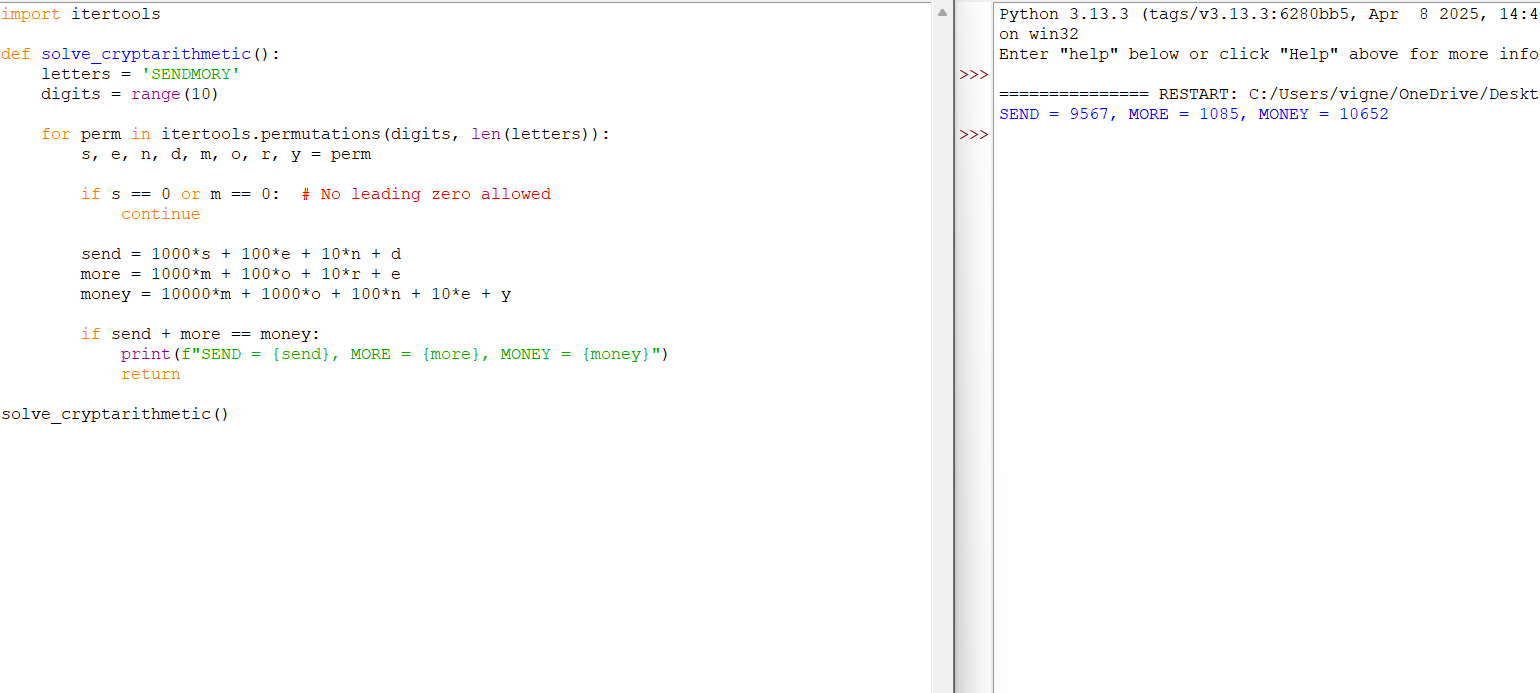 import itertools
def solve_cryptarithmetic():
    letters = 'SENDMORY'
    digits = range(10)
    for perm in itertools.permutations(digits, len(letters)):
        s, e, n, d, m, o, r, y = perm
        if s == 0 or m == 0:  # No leading zero allowed
            continue
        send = 1000*s + 100*e + 10*n + d
        more = 1000*m + 100*o + 10*r + e
        money = 10000*m + 1000*o + 100*n + 10*e + y
        if send + more == money:
            print(f"SEND = {send}, MORE = {more}, MONEY = {money}")
            return
solve_cryptarithmetic()
Python 3.13.3 (tags/v3.13.3:6280bb5, Apr  8 2025, 14:4
on win32
Enter "help" below or click "Help" above for more info
>>>
=============== RESTART: C:/Users/vigne/OneDrive/Deskt
SEND = 9567, MORE = 1085, MONEY = 10652
>>>